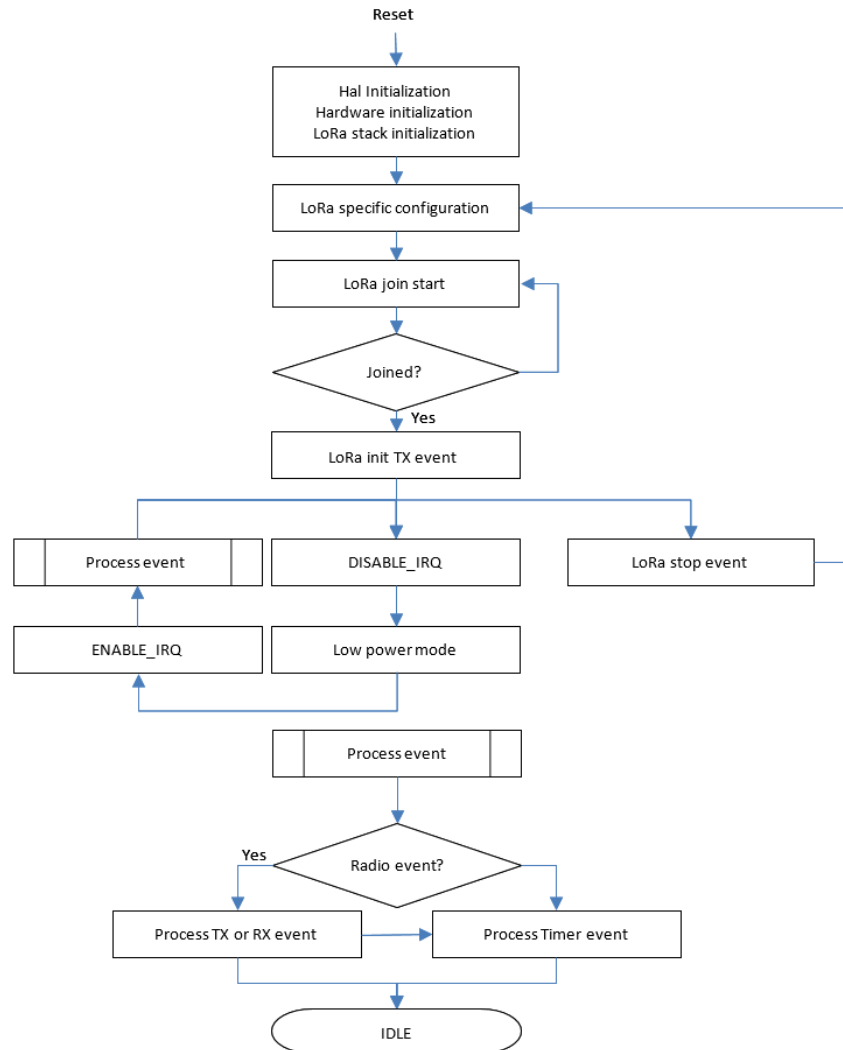 Reset
Hal Initialization
Hardware initialization
LoRa stack initialization
LoRa specific configuration
LoRa join start
Joined?
Yes
LoRa init TX event
Process event
DISABLE_IRQ
LoRa stop event
ENABLE_IRQ
Low power mode
Process event
Yes
Radio event?
Process TX or RX event
Process Timer event
IDLE